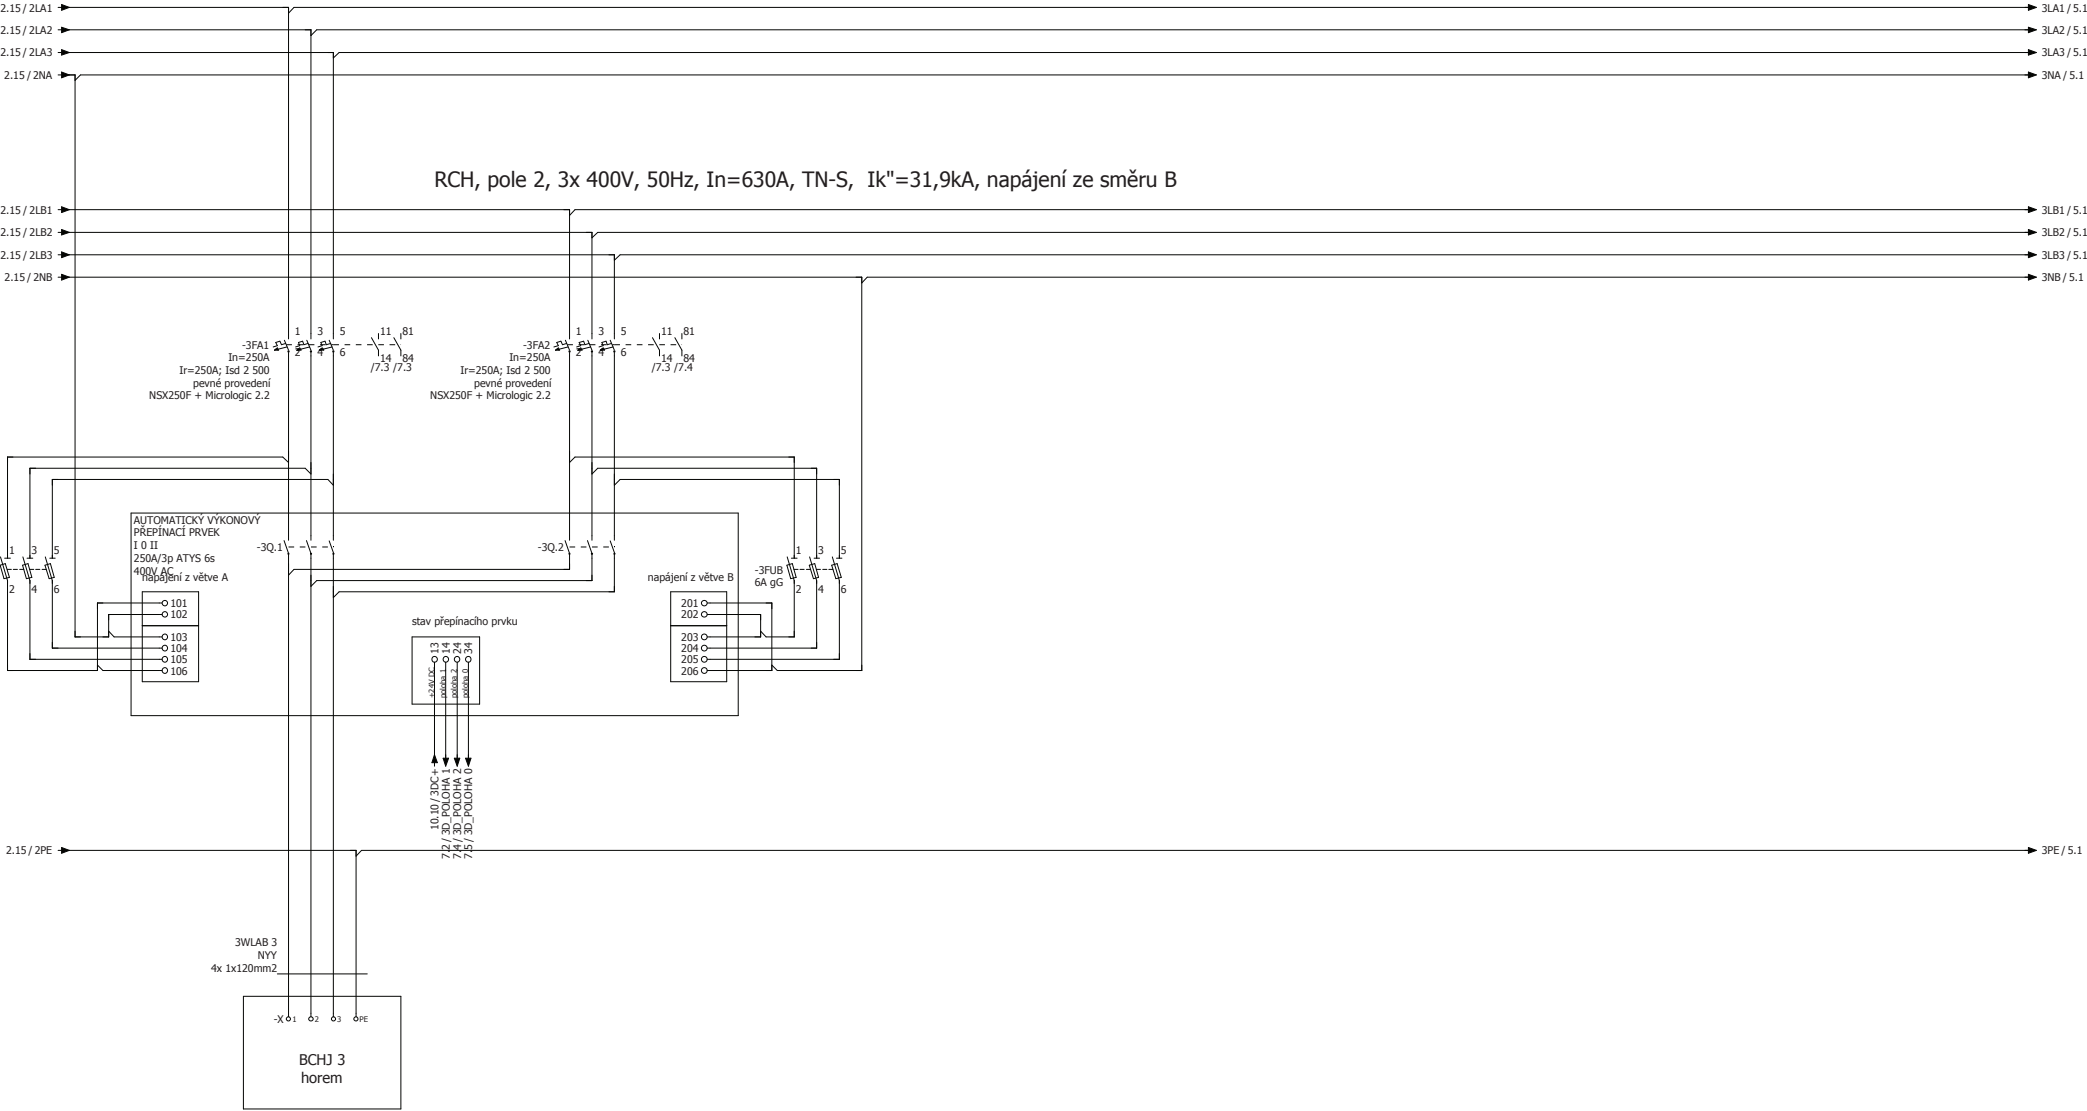 2.15 / 2LA1
3LA1 / 5.1
2.15 / 2LA2
3LA2 / 5.1
2.15 / 2LA3
3LA3 / 5.1
2.15 / 2NA
3NA / 5.1
RCH, pole 2, 3x 400V, 50Hz, In=630A, TN-S, Ik"=31,9kA, napájení ze směru B
2.15 / 2LB1
3LB1 / 5.1
2.15 / 2LB2
3LB2 / 5.1
2.15 / 2LB3
3LB3 / 5.1
2.15 / 2NB
3NB / 5.1
1 3 5 11 81
-3FA1
2 4 6 14 84
In=250A
/7.3 /7.3
Ir=250A; Isd 2 500
pevné provedení
NSX250F + Micrologic 2.2
1 3 5 11 81
-3FA2
2 4 6 14 84
In=250A
/7.3 /7.4
Ir=250A; Isd 2 500
pevné provedení
NSX250F + Micrologic 2.2
AUTOMATICKÝ VÝKONOVÝ
PŘEPÍNACÍ PRVEK
I 0 II
250A/3p ATYS 6s
400V AC
-3Q.1
-3Q.2
1 3 5
2 4 6
napájení z větve A
101
102
103
104
105
106
napájení z větve B
201
202
203
204
205
206
-3FUB
6A gG
1 3 5
2 4 6
stav přepínacího prvku
13 14 24 34
+24V DC
poloha 1
poloha 2
poloha 0
10.10 / 3DC+
7.2 / 3D_POLOHA 1
7.4 / 3D_POLOHA 2
7.5 / 3D_POLOHA 0
2.15 / 2PE
3PE / 5.1
3WLAB 3
NYY
4x 1x120mm2
-X 1 2 3 PE
BCHJ 3
horem